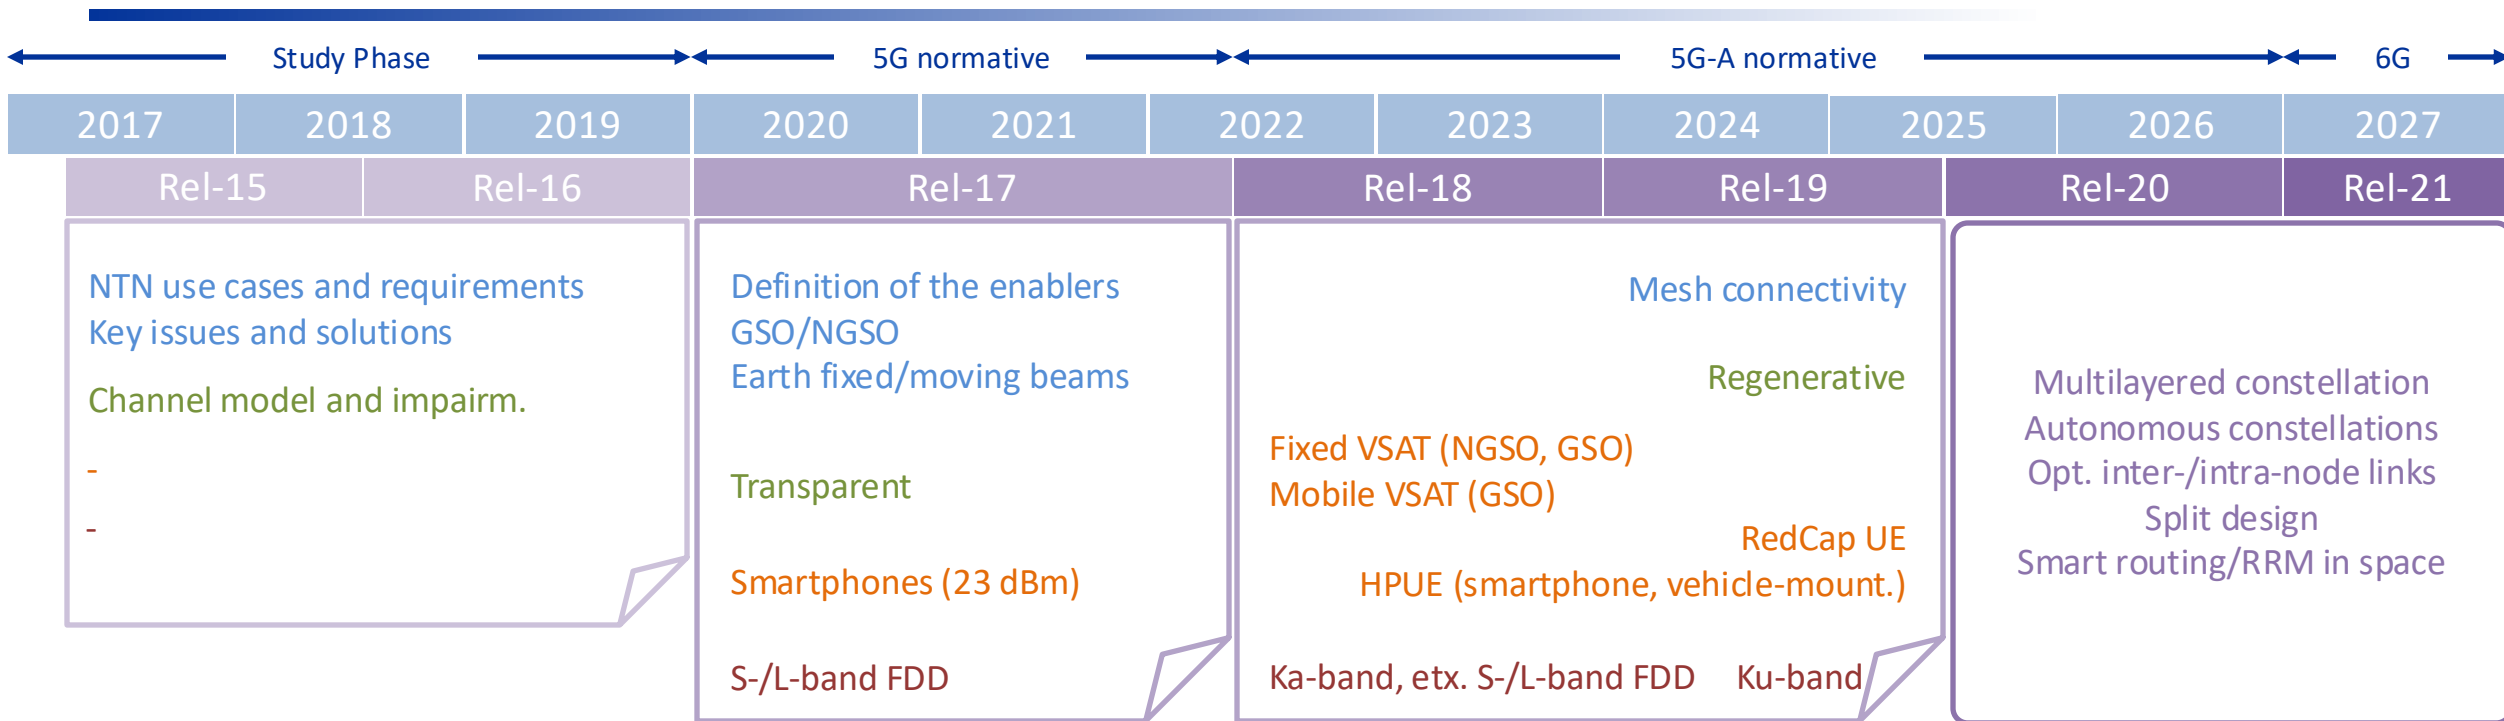 Study Phase 5G normative 5G-A normative 6G
2017 2018 2019 2020 2021 2022 2023 2024 2025 2026 2027
Rel-15 Rel-16 Rel-17 Rel-18 Rel-19 Rel-20 Rel-21
NTN use cases and requirements
Key issues and solutions
Channel model and impairm.
-
-
Definition of the enablers
GSO/NGSO
Earth fixed/moving beams
Transparent
Smartphones (23 dBm)
S-/L-band FDD
Mesh connectivity
Regenerative
Fixed VSAT (NGSO, GSO)
Mobile VSAT (GSO)
RedCap UE
HPUE (smartphone, vehicle-mount.)
Ka-band, etx. S-/L-band FDD Ku-band
Multilayered constellation
Autonomous constellations
Opt. inter-/intra-node links
Split design
Smart routing/RRM in space